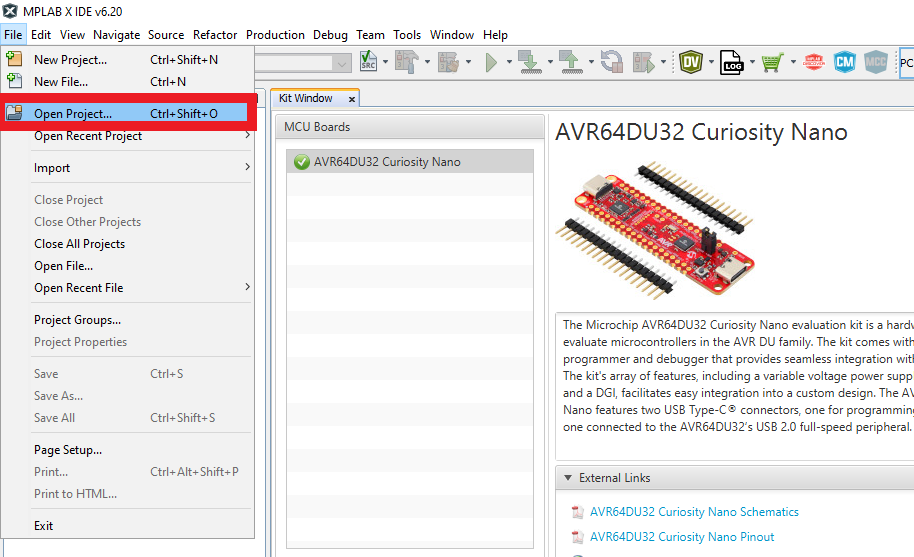 MPLAB X IDE v6.20
File Edit View Navigate Source Refactor Production Debug Team Tools Window Help
New Project... Ctrl+Shift+N
New File... Ctrl+N
Open Project... Ctrl+Shift+O
Open Recent Project
Import
Close Project
Close Other Projects
Close All Projects
Open File...
Open Recent File
Project Groups...
Project Properties
Save Ctrl+S
Save As...
Save All Ctrl+Shift+S
Page Setup...
Print... Ctrl+Alt+Shift+P
Print to HTML...
Exit
SRC
DV
LOG
CM
MCC
PC
Kit Window
MCU Boards
AVR64DU32 Curiosity Nano
AVR64DU32 Curiosity Nano
AVR
The Microchip AVR64DU32 Curiosity Nano evaluation kit is a hardw
evaluate microcontrollers in the AVR DU family. The kit comes with
programmer and debugger that provides seamless integration with
The kit's array of features, including a variable voltage power supp
and a DGI, facilitates easy integration into a custom design. The AV
Nano features two USB Type-C® connectors, one for programming
one connected to the AVR64DU32's USB 2.0 full-speed peripheral.
External Links
AVR64DU32 Curiosity Nano Schematics
AVR64DU32 Curiosity Nano Pinout